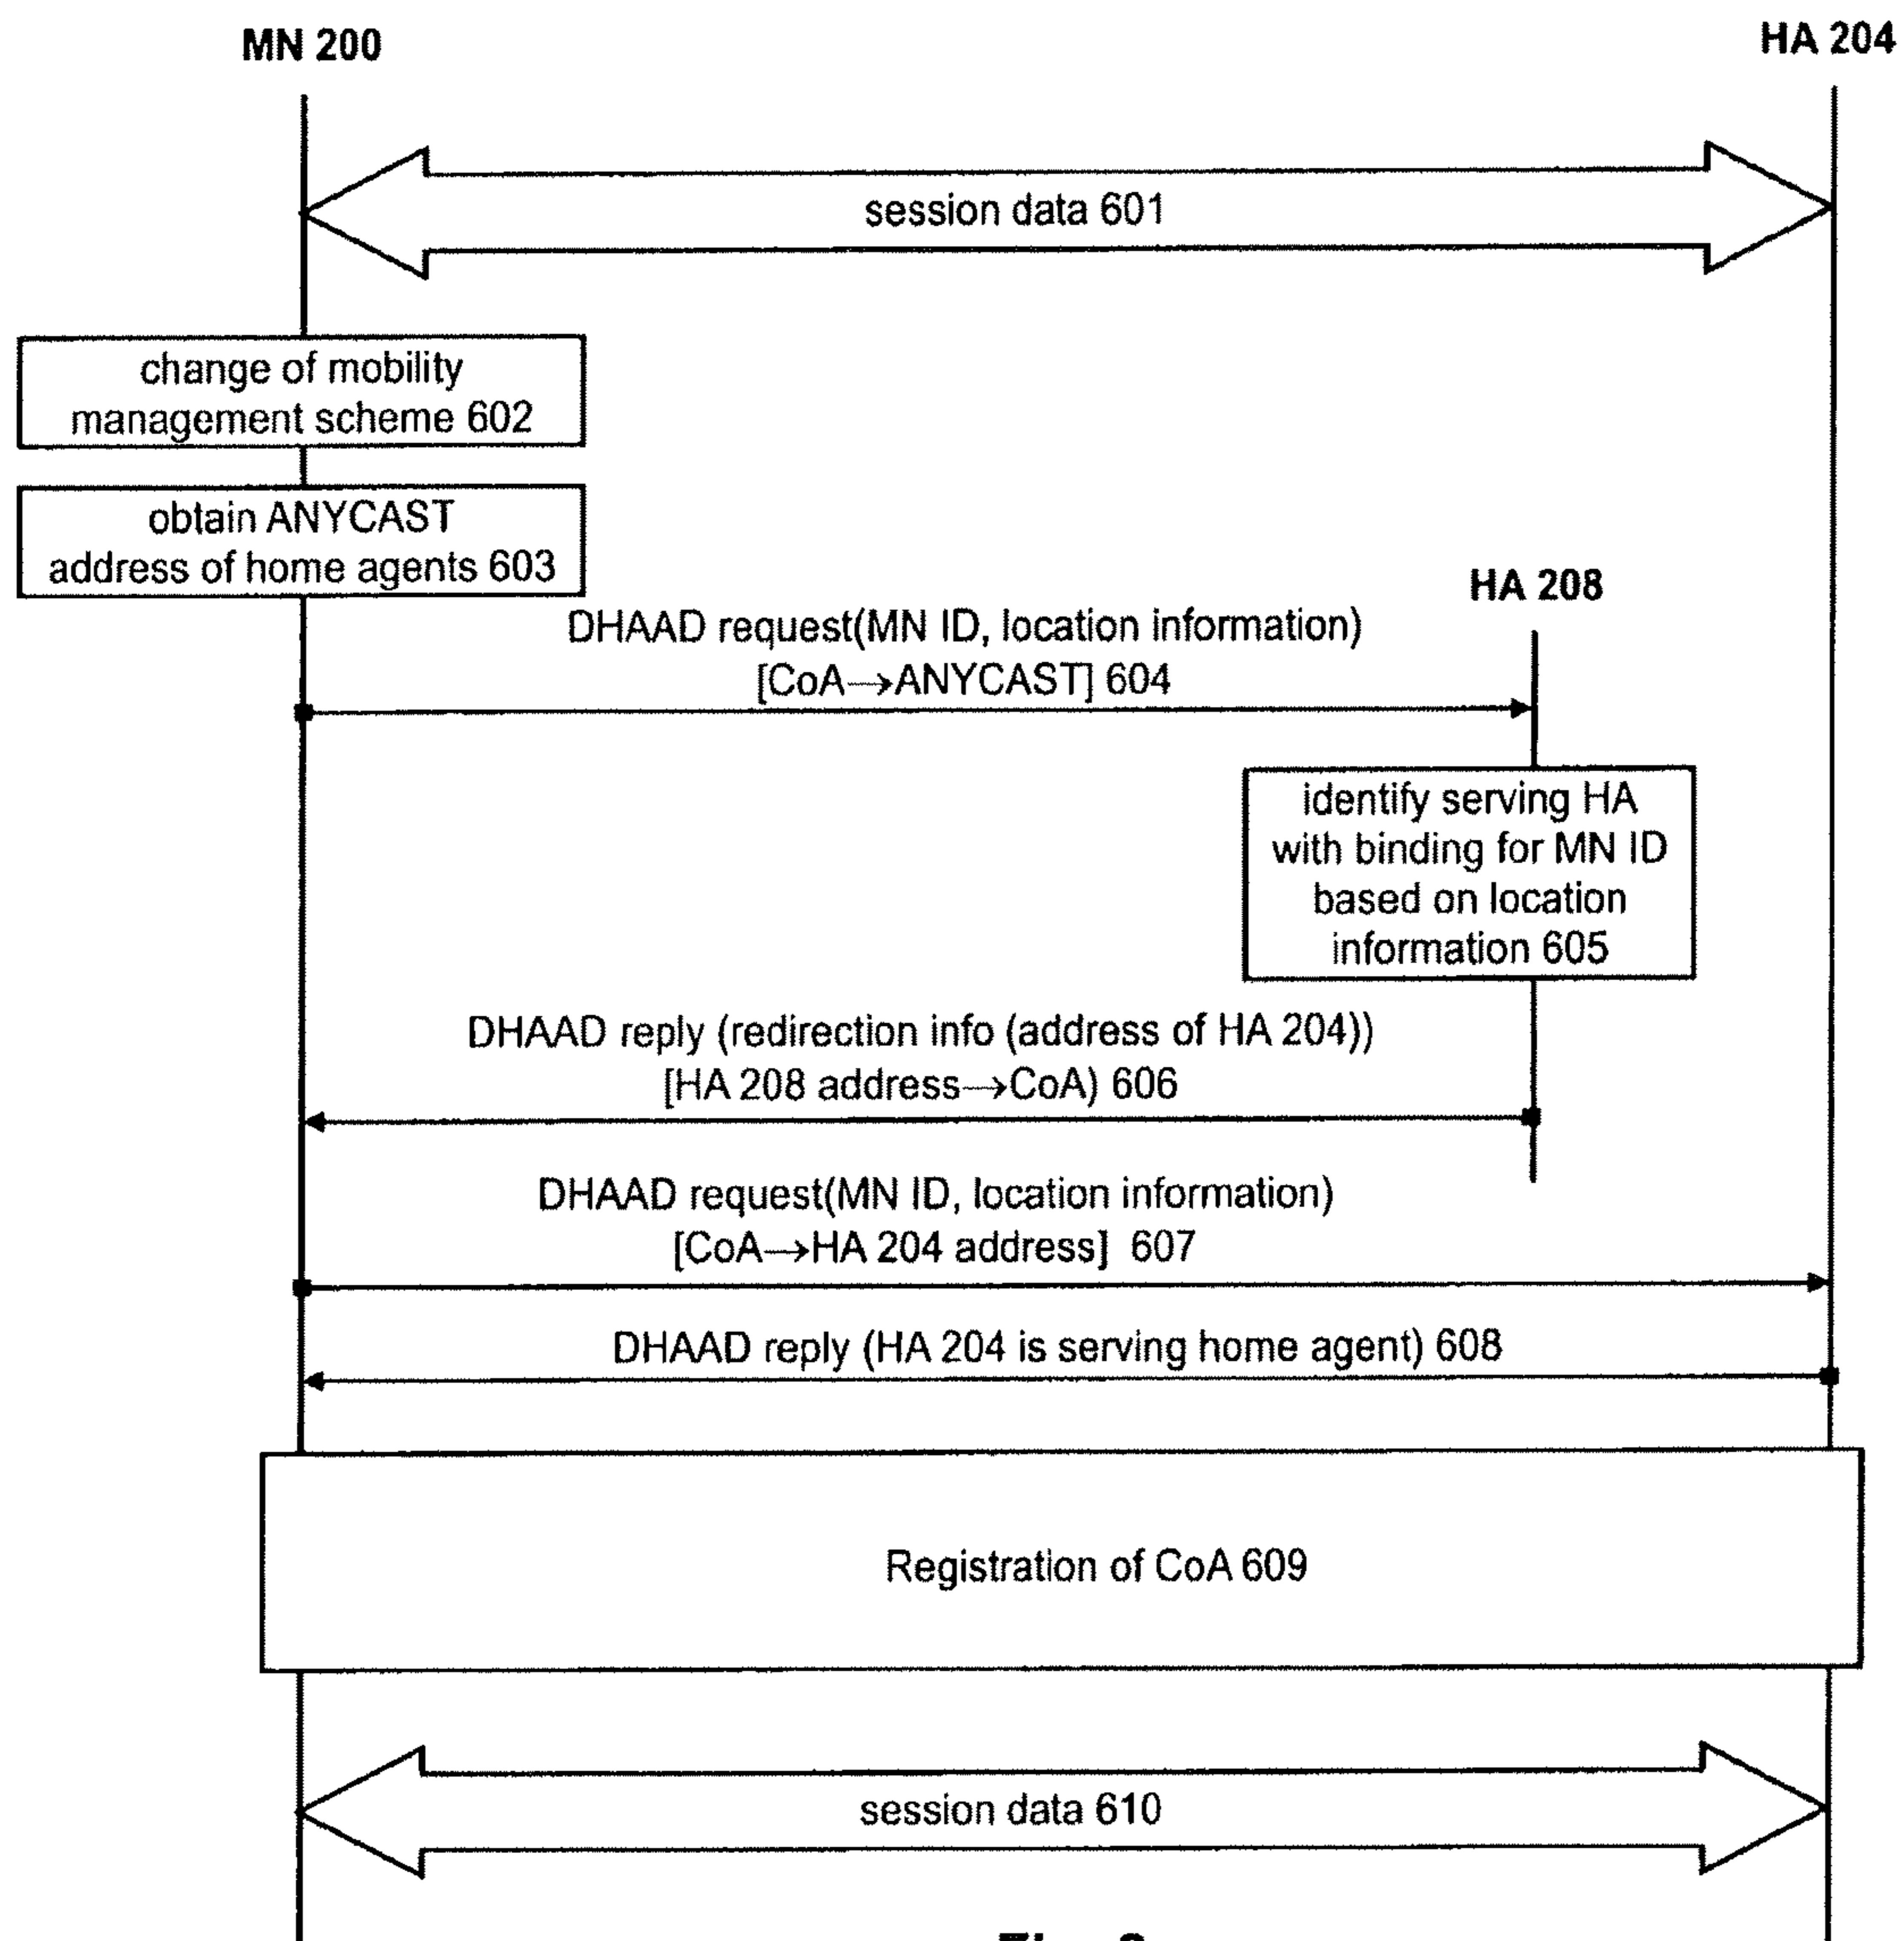 MN 200
HA 204
session data 601
change of mobility
management scheme 602
obtain ANYCAST
address of home agents 603
HA 208
DHAAD request(MN ID, location information)
[CoA→ANYCAST] 604
identify serving HA
with binding for MN ID
based on location
information 605
DHAAD reply (redirection info (address of HA 204))
[HA 208 address→CoA) 606
DHAAD request(MN ID, location information)
[CoA→HA 204 address] 607
DHAAD reply (HA 204 is serving home agent) 608
Registration of CoA 609
session data 610